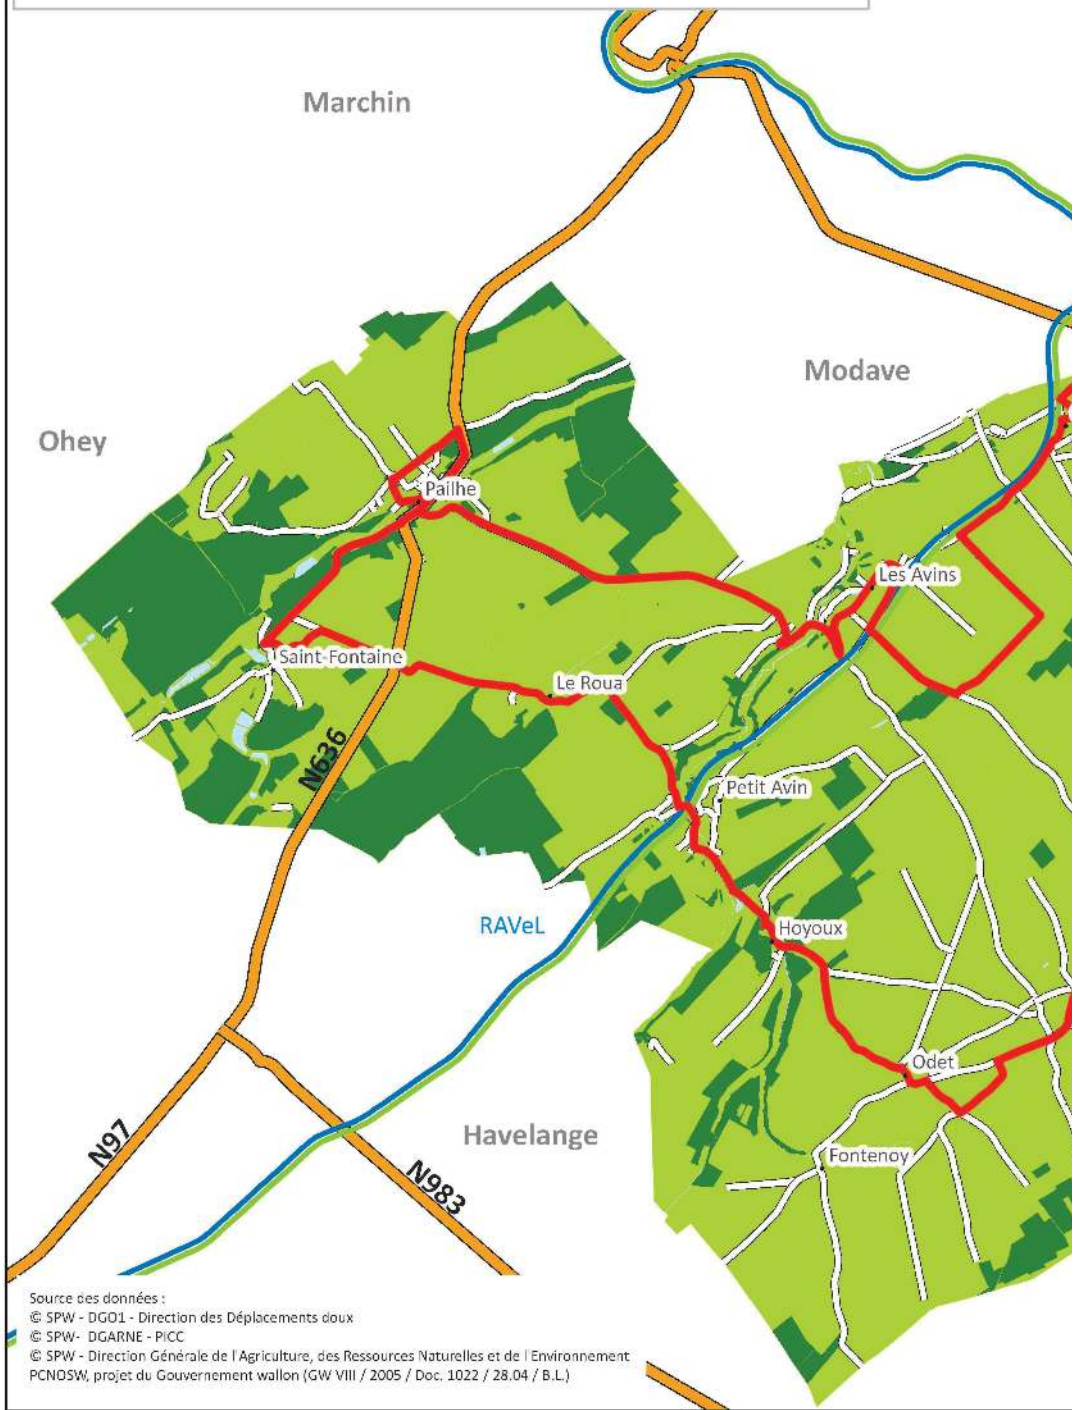 Marchin
Modave
Ohey
Pailhe
Les Avins
Saint-Fontaine
Le Roua
N636
Petit Avin
RAVeL
Hoyoux
Odet
N97
Havelange
N983
Fontenoy
Source des données :
© SPW - DGO1 - Direction des Déplacements doux
© SPW- DGARNE - PICC
© SPW - Direction Générale de l'Agriculture, des Ressources Naturelles et de l'Environnement
PCNOSW, projet du Gouvernement wallon (GW VIII / 2005 / Doc. 1022 / 28.04 / B.L.)